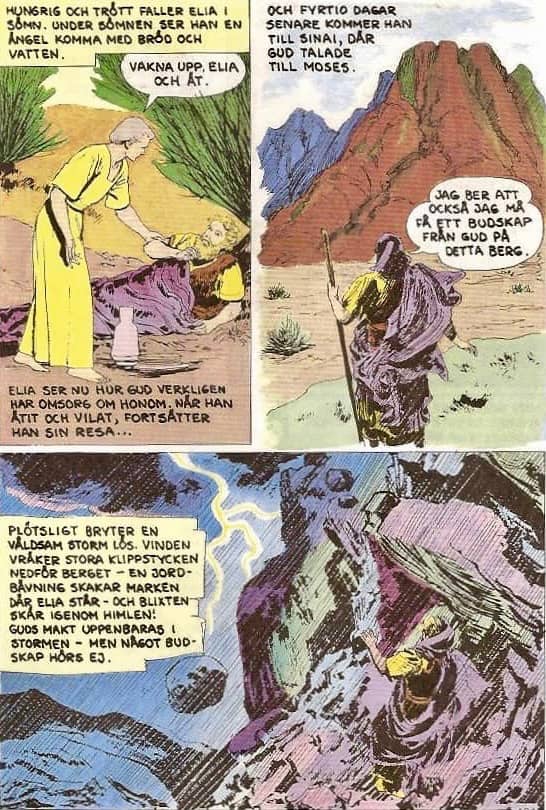 HUNGRIG OCH TRÖTT FALLER ELIA I
SÖMN. UNDER SÖMNEN SER HAN EN
ÄNGEL KOMMA MED BRÖD OCH
VATTEN.
VAKNA UPP, ELIA
OCH ÄT.
ELIA SER NU HUR GUD VERKLIGEN
HAR OMSORG OM HONOM. NÄR HAN
ÄTIT OCH VILAT, FORTSÄTTER
HAN SIN RESA...
OCH FYRTIO DAGAR
SENARE KOMMER HAN
TILL SINAI, DÄR
GUD TALADE
TILL MOSES.
JAG BER ATT
OCKSÅ JAG MÅ
FÅ ETT BUDSKAP
FRÅN GUD PÅ
DETTA BERG.
PLÖTSLIGT BRYTER EN
VÅLDSAM STORM LÖS. VINDEN
VRÄKER STORA KLIPPSTYCKEN
NEDFÖR BERGET - EN JORD-
BÄVNING SKAKAR MARKEN
DÄR ELIA STÅR - OCH BLIXTEN
SKÄR IGENOM HIMLEN!
GUDS MAKT UPPENBARAS I
STORMEN - MEN NÅGOT BUD-
SKAP HÖRS EJ.